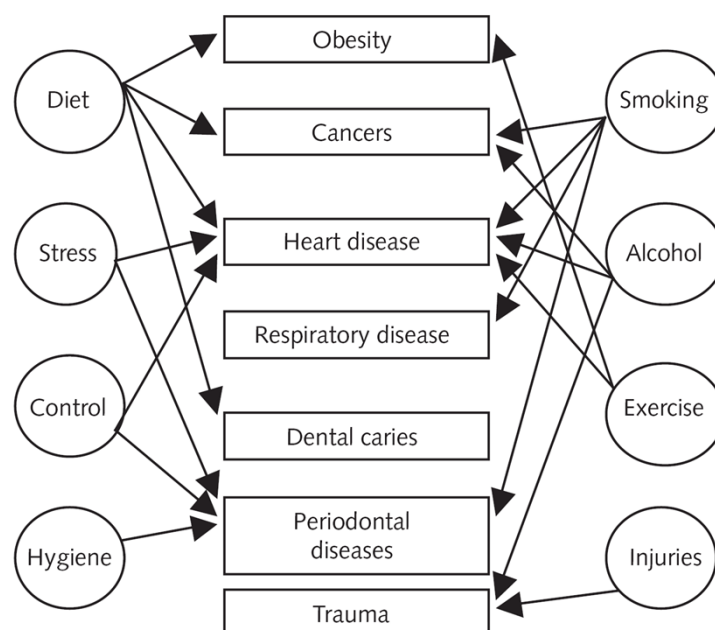 Obesity
Diet
Smoking
Cancers
Stress
Heart disease
Alcohol
Respiratory disease
Control
Exercise
Dental caries
Periodontal
diseases
Hygiene
Injuries
Trauma